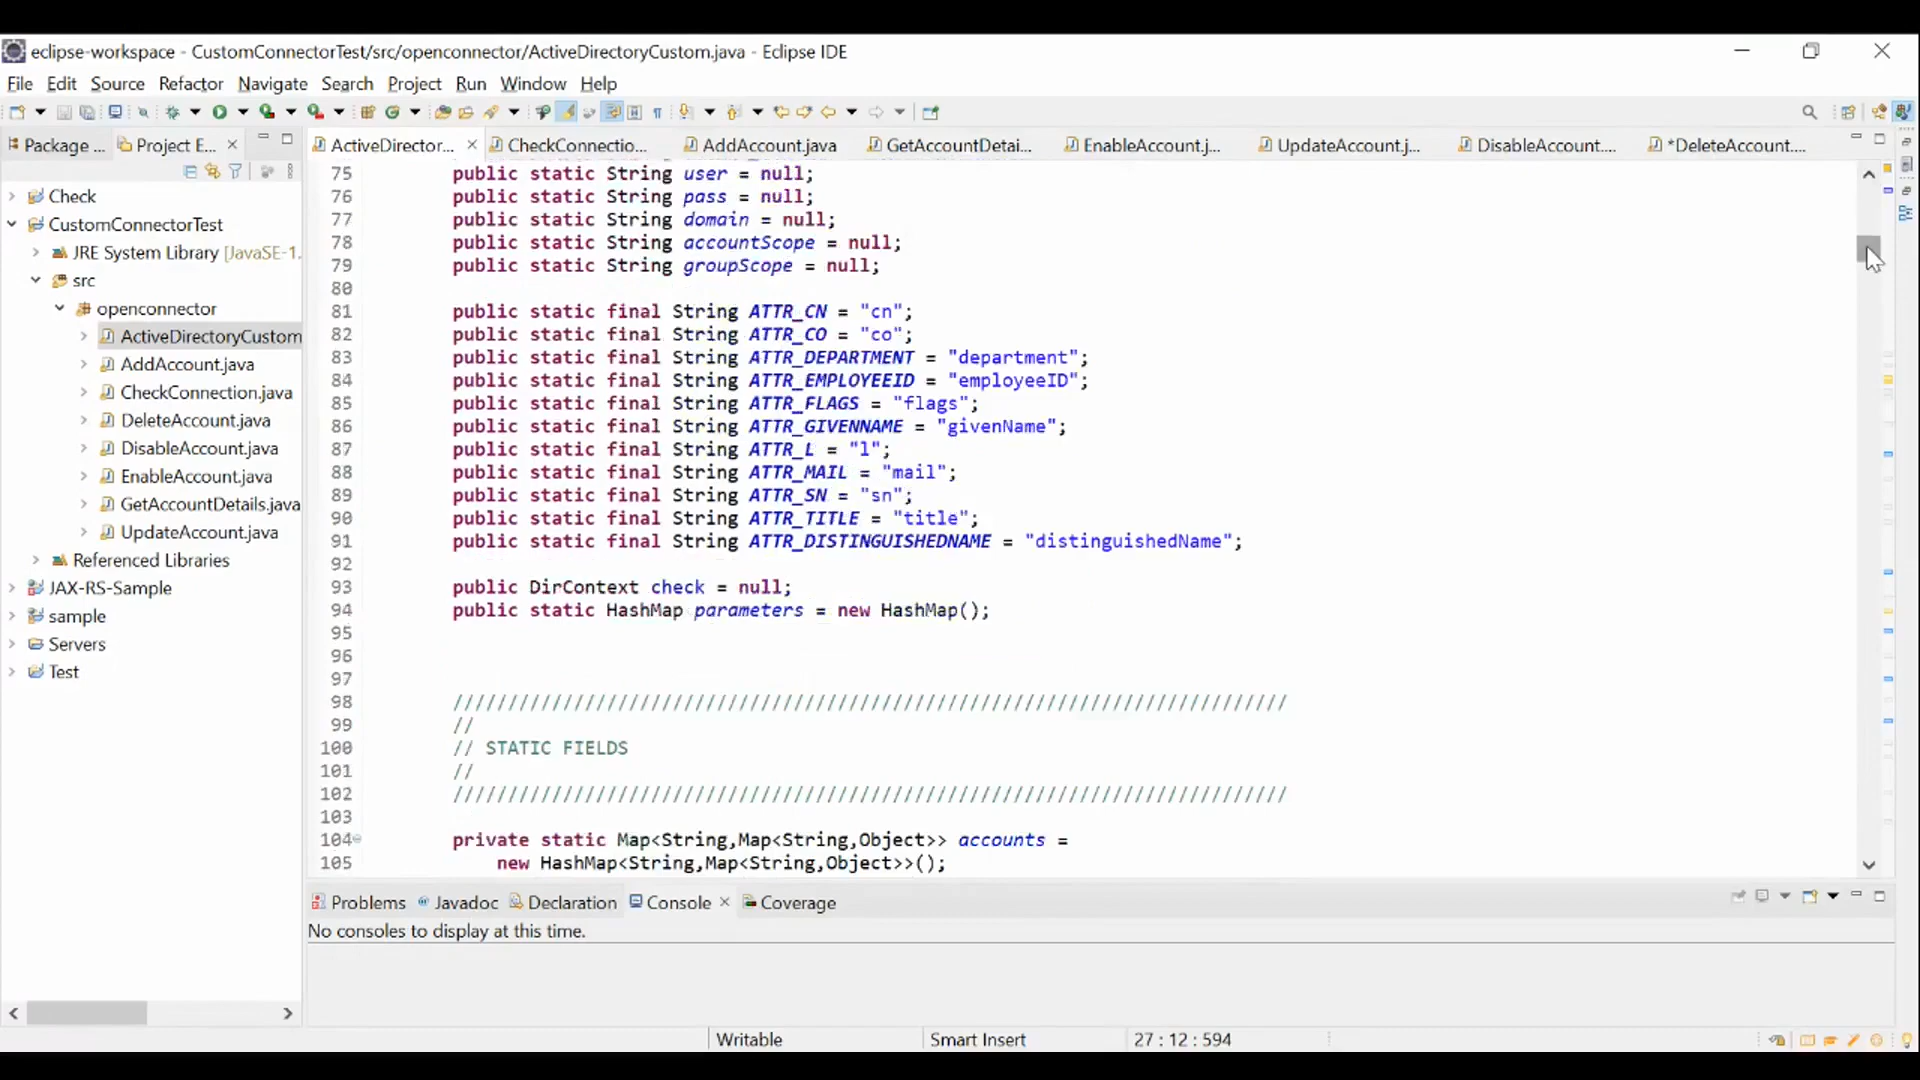 eclipse-workspace - CustomConnectorTest/src/openconnector/ActiveDirectoryCustom.java - Eclipse IDE
File Edit Source Refactor Navigate Search Project Run Window Help
Package ... Project E...
ActiveDirector... CheckConnectio... AddAccount.java GetAccountDetai... EnableAccount.j... UpdateAccount.j... DisableAccount.... *DeleteAccount....
Check
CustomConnectorTest
JRE System Library [JavaSE-1.
src
openconnector
ActiveDirectoryCustom
AddAccount.java
CheckConnection.java
DeleteAccount.java
DisableAccount.java
EnableAccount.java
GetAccountDetails.java
UpdateAccount.java
Referenced Libraries
JAX-RS-Sample
sample
Servers
Test
75 public static String user = null;
76 public static String pass = null;
77 public static String domain = null;
78 public static String accountScope = null;
79 public static String groupScope = null;
80
81 public static final String ATTR_CN = "cn";
82 public static final String ATTR_CO = "co";
83 public static final String ATTR_DEPARTMENT = "department";
84 public static final String ATTR_EMPLOYEEID = "employeeID";
85 public static final String ATTR_FLAGS = "flags";
86 public static final String ATTR_GIVENNAME = "givenName";
87 public static final String ATTR_L = "l";
88 public static final String ATTR_MAIL = "mail";
89 public static final String ATTR_SN = "sn";
90 public static final String ATTR_TITLE = "title";
91 public static final String ATTR_DISTINGUISHEDNAME = "distinguishedName";
92
93 public DirContext check = null;
94 public static HashMap parameters = new HashMap();
95
96
97
98 ////////////////////////////////////////////////////////////////////////////
99 //
100 // STATIC FIELDS
101 //
102 ////////////////////////////////////////////////////////////////////////////
103
104 private static Map<String,Map<String,Object>> accounts =
105 new HashMap<String,Map<String,Object>>();
Problems Javadoc Declaration Console Coverage
No consoles to display at this time.
Writable Smart Insert 27 : 12 : 594